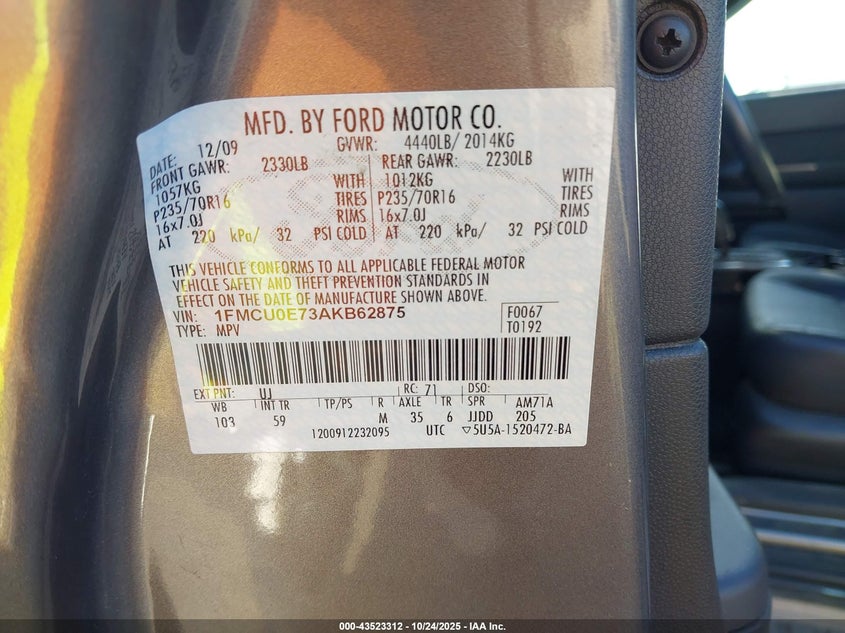 MFD. BY FORD MOTOR CO.
DATE: 12/09 GVWR: 4440LB/ 2014KG
FRONT GAWR: 2330LB REAR GAWR: 2230LB
1057KG WITH 1012KG WITH
P235/70R16 TIRES P235/70R16 TIRES
16x7.0J RIMS 16x7.0J RIMS
AT 220 kPa/ 32 PSI COLD AT 220 kPa/ 32 PSI COLD
THIS VEHICLE CONFORMS TO ALL APPLICABLE FEDERAL MOTOR
VEHICLE SAFETY AND THEFT PREVENTION STANDARDS IN
EFFECT ON THE DATE OF MANUFACTURE SHOWN ABOVE.
VIN: 1FMCU0E73AKB62875 F0067
TYPE: MPV T0192
EXT PNT: UJ RC: 71 DSO:
WB INT TR TP/PS R AXLE TR SPR AM71A
103 59 M 35 6 JJDD 205
1200912232095 UTC ▽5U5A-1520472-BA
000-43523312 | 10/24/2025 - IAA Inc.